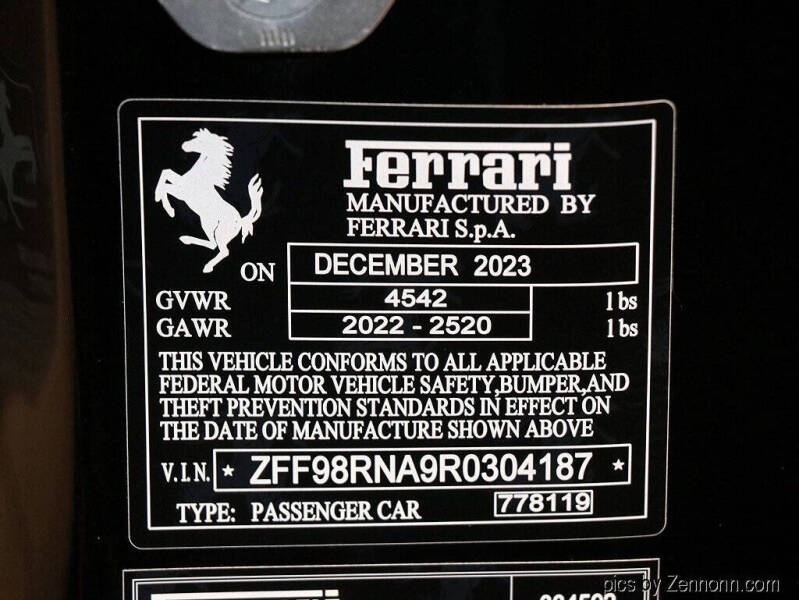 Ferrari
MANUFACTURED BY
FERRARI S.p.A.
ON DECEMBER 2023
GVWR 4542 lbs
GAWR 2022 - 2520 lbs
THIS VEHICLE CONFORMS TO ALL APPLICABLE
FEDERAL MOTOR VEHICLE SAFETY,BUMPER,AND
THEFT PREVENTION STANDARDS IN EFFECT ON
THE DATE OF MANUFACTURE SHOWN ABOVE
V.I.N. * ZFF98RNA9R0304187 *
TYPE: PASSENGER CAR 778119
pics by Zennonn.com